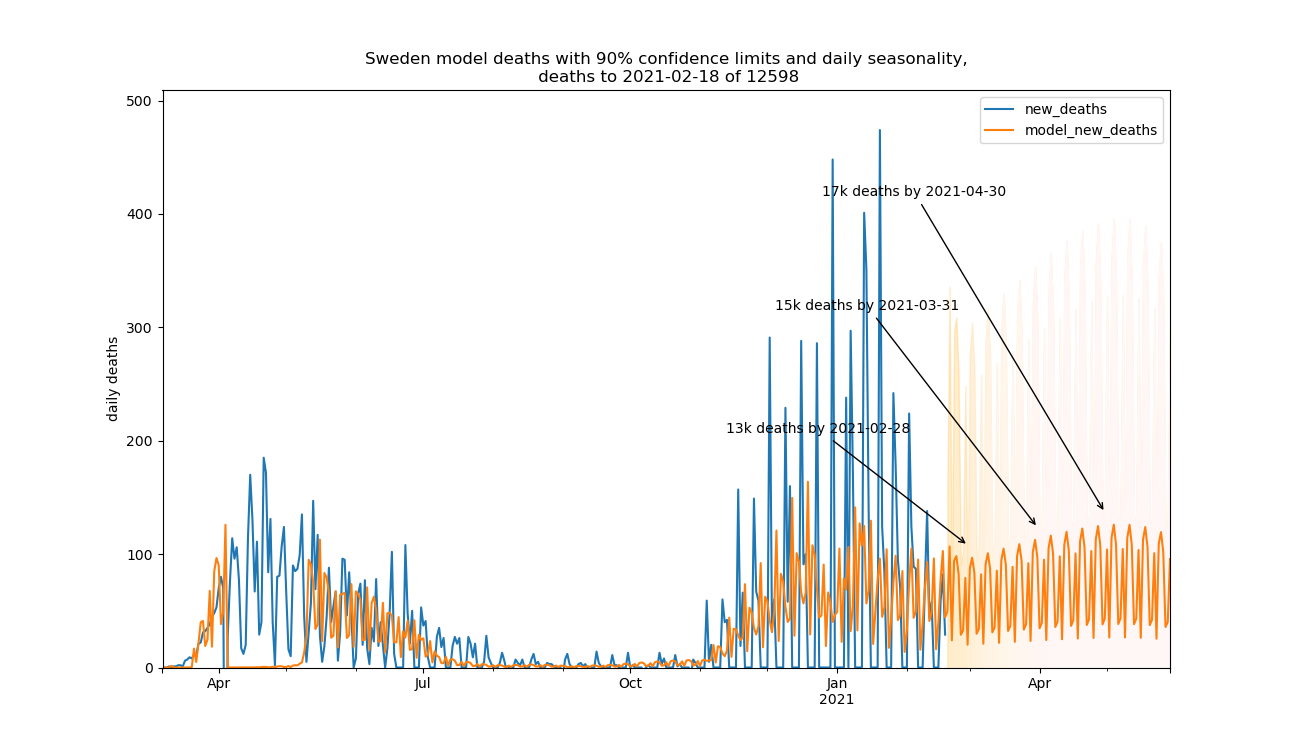 Sweden model deaths with 90% confidence limits and daily seasonality,
deaths to 2021-02-18 of 12598
new_deaths
model_new_deaths
17k deaths by 2021-04-30
15k deaths by 2021-03-31
13k deaths by 2021-02-28
daily deaths
500
400
300
200
100
0
Apr
Jul
Oct
Jan
2021
Apr